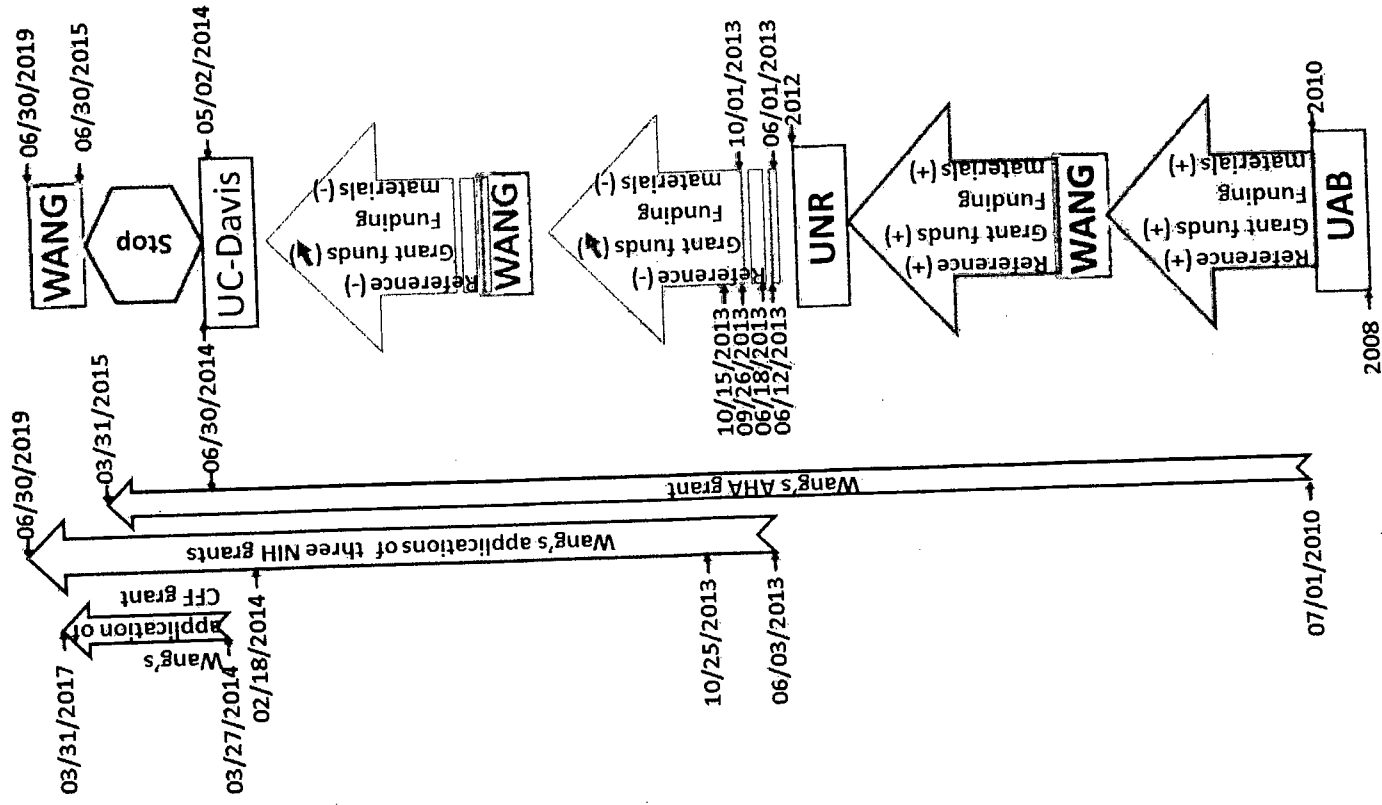 06/30/2019
WANG
06/30/2015
Stop
05/02/2014
UC-Davis
06/30/2014
materials (-)
Funding
Grant funds (
)
Reference (-)
WANG
materials (-)
Funding
Grant funds (
)
Reference (-)
10/15/2013
09/26/2013
06/18/2013
06/12/2013
10/01/2013
06/01/2013
2012
UNR
materials (+)
Funding
Grant funds (+)
Reference (+)
WANG
materials (+)
Funding
Grant funds (+)
Reference (+)
2010
UAB
2008
03/31/2015
Wang's AHA grant
07/01/2010
06/30/2019
Wang's applications of three NIH grants
02/18/2014
10/25/2013
06/03/2013
03/31/2017
Wang's
application of
CFF grant
03/27/2014